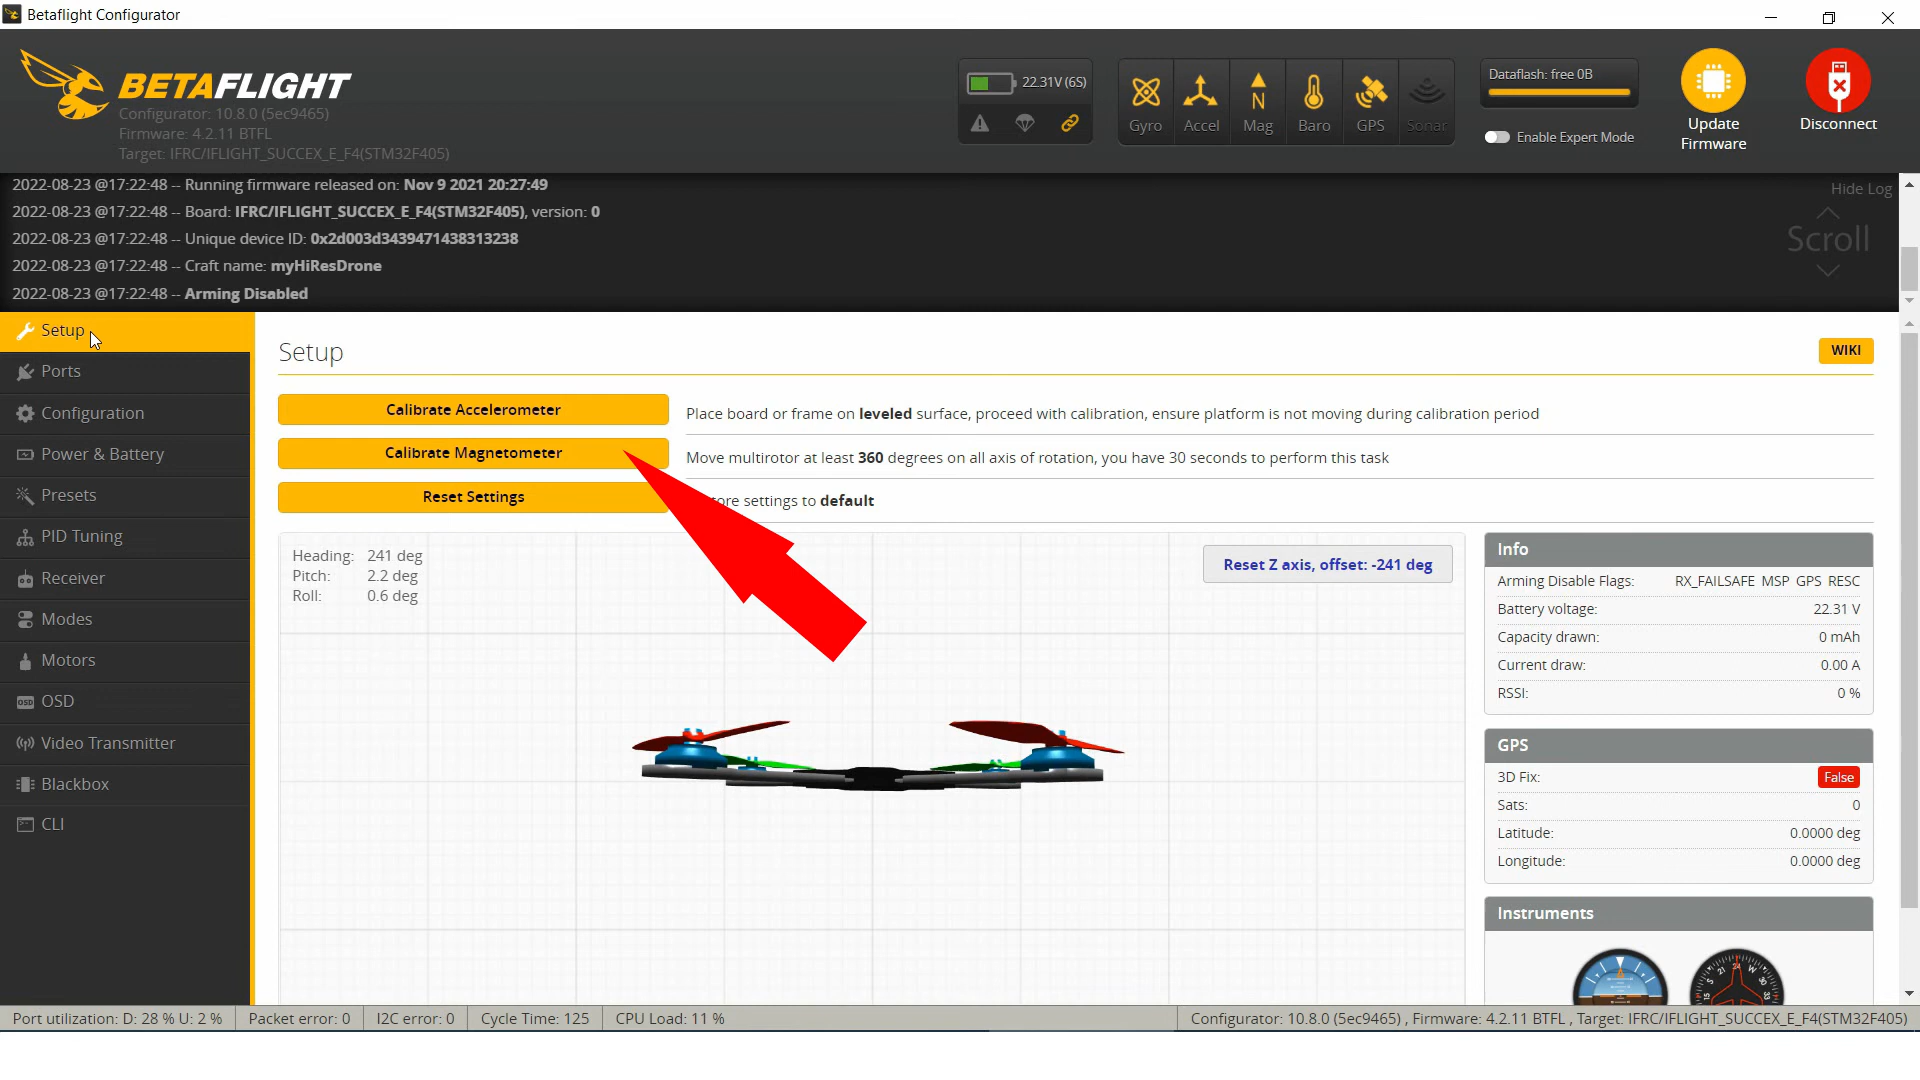 Betaflight Configurator
BETAFLIGHT
Configurator: 10.8.0 (5ec9465)
Firmware: 4.2.11 BTFL
Target: IFRC/IFLIGHT_SUCCEX_E_F4(STM32F405)
22.31V (6S)
Gyro
Accel
N
Mag
Baro
GPS
Sonar
Dataflash: free 0B
Enable Expert Mode
Update
Firmware
Disconnect
2022-08-23 @17:22:48 -- Running firmware released on: Nov 9 2021 20:27:49
2022-08-23 @17:22:48 -- Board: IFRC/IFLIGHT_SUCCEX_E_F4(STM32F405), version: 0
2022-08-23 @17:22:48 -- Unique device ID: 0x2d003d3439471438313238
2022-08-23 @17:22:48 -- Craft name: myHiResDrone
2022-08-23 @17:22:48 -- Arming Disabled
Hide Log
Scroll
Setup
Ports
Configuration
Power & Battery
Presets
PID Tuning
Receiver
Modes
Motors
OSD
OSD
Video Transmitter
Blackbox
CLI
Setup
WIKI
Calibrate Accelerometer
Place board or frame on leveled surface, proceed with calibration, ensure platform is not moving during calibration period
Calibrate Magnetometer
Move multirotor at least 360 degrees on all axis of rotation, you have 30 seconds to perform this task
Reset Settings
settings to default
Heading: 241 deg
Pitch: 2.2 deg
Roll: 0.6 deg
Reset Z axis, offset: -241 deg
Info
Arming Disable Flags: RX_FAILSAFE MSP GPS RESC
Battery voltage: 22.31 V
Capacity drawn: 0 mAh
Current draw: 0.00 A
RSSI: 0 %
GPS
3D Fix: False
Sats: 0
Latitude: 0.0000 deg
Longitude: 0.0000 deg
Instruments
Port utilization: D: 28 % U: 2 %
Packet error: 0
I2C error: 0
Cycle Time: 125
CPU Load: 11 %
Configurator: 10.8.0 (5ec9465) , Firmware: 4.2.11 BTFL , Target: IFRC/IFLIGHT_SUCCEX_E_F4(STM32F405)